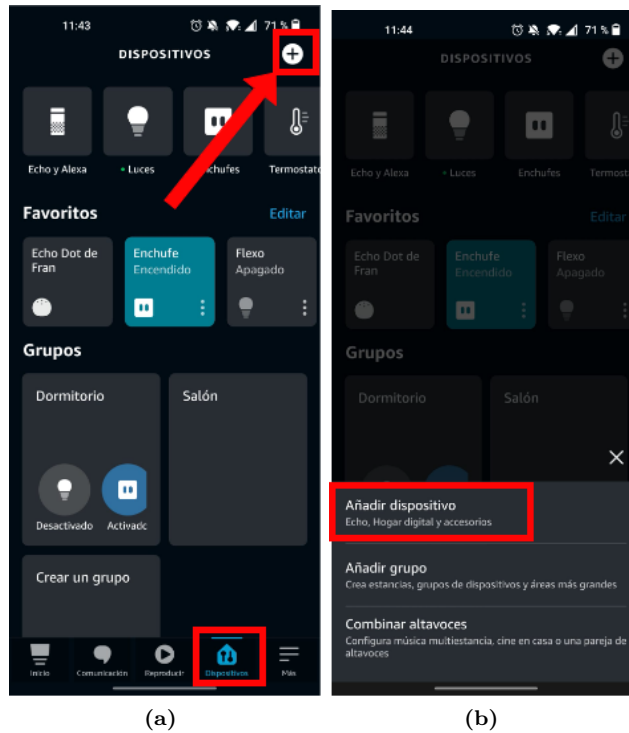 11:43
71 %
DISPOSITIVOS
Echo y Alexa
Luces
Enchufes
Termostato
Favoritos
Editar
Echo Dot de
Fran
Enchufe
Encendido
Flexo
Apagado
Grupos
Dormitorio
Salón
Desactivado
Activadc
Crear un grupo
Inicio
Comunicación
Reproducir
Dispositivos
Más
(a)
11:44
71 %
DISPOSITIVOS
Echo y Alexa
Luces
Enchufes
Termost
Favoritos
Editar
Echo Dot de
Fran
Enchufe
Encendido
Flexo
Apagado
Grupos
Dormitorio
Salón
Añadir dispositivo
Echo, Hogar digital y accesorios
Añadir grupo
Crea estancias, grupos de dispositivos y áreas más grandes
Combinar altavoces
Configura música multiestancia, cine en casa o una pareja de
altavoces
(b)